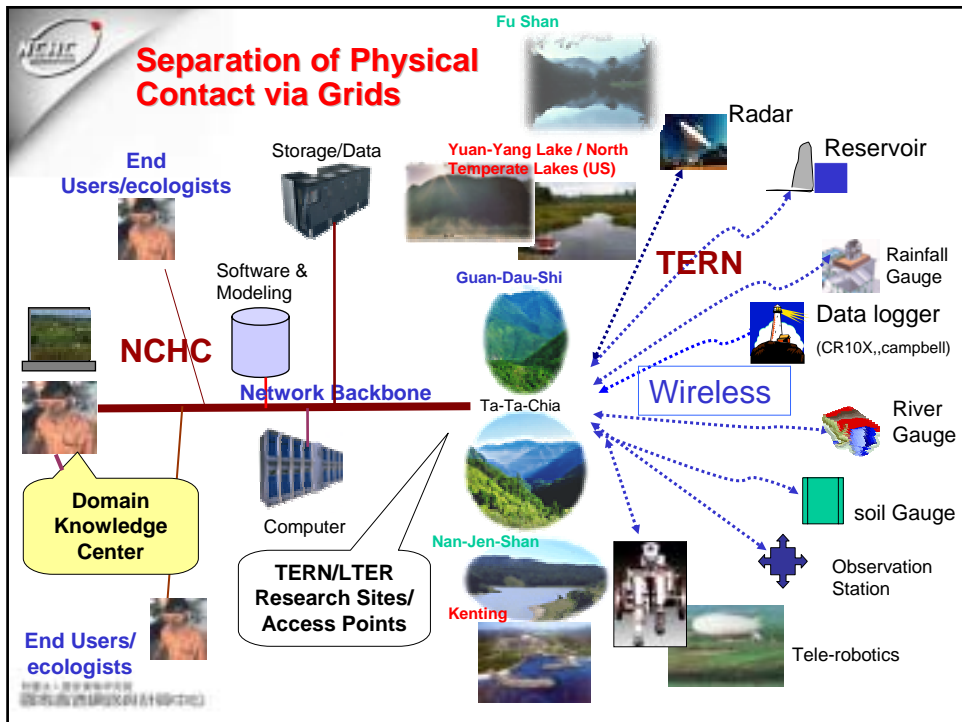 NCHC
Separation of Physical
Contact via Grids
Fu Shan
Radar
Reservoir
End
Users/ecologists
Storage/Data
Yuan-Yang Lake / North
Temperate Lakes (US)
TERN
Rainfall
Gauge
Software &
Modeling
Guan-Dau-Shi
Data logger
(CR10X,,campbell)
NCHC
Network Backbone
Ta-Ta-Chia
Wireless
River
Gauge
Domain
Knowledge
Center
Computer
soil Gauge
Nan-Jen-Shan
TERN/LTER
Research Sites/
Access Points
Observation
Station
Kenting
End Users/
ecologists
Tele-robotics